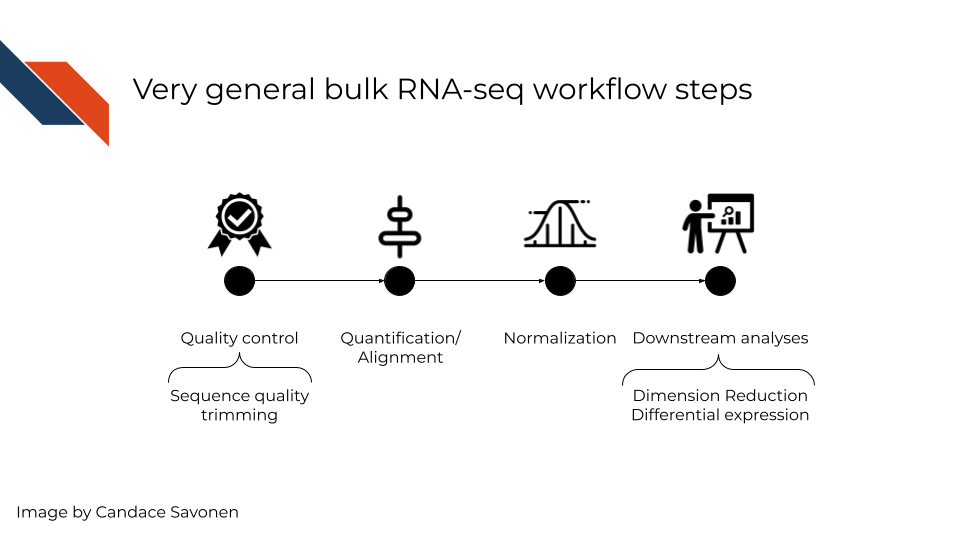 Very general bulk RNA-seq workflow steps
Quality control
Sequence quality
trimming
Quantification/
Alignment
Normalization
Downstream analyses
Dimension Reduction
Differential expression
Image by Candace Savonen